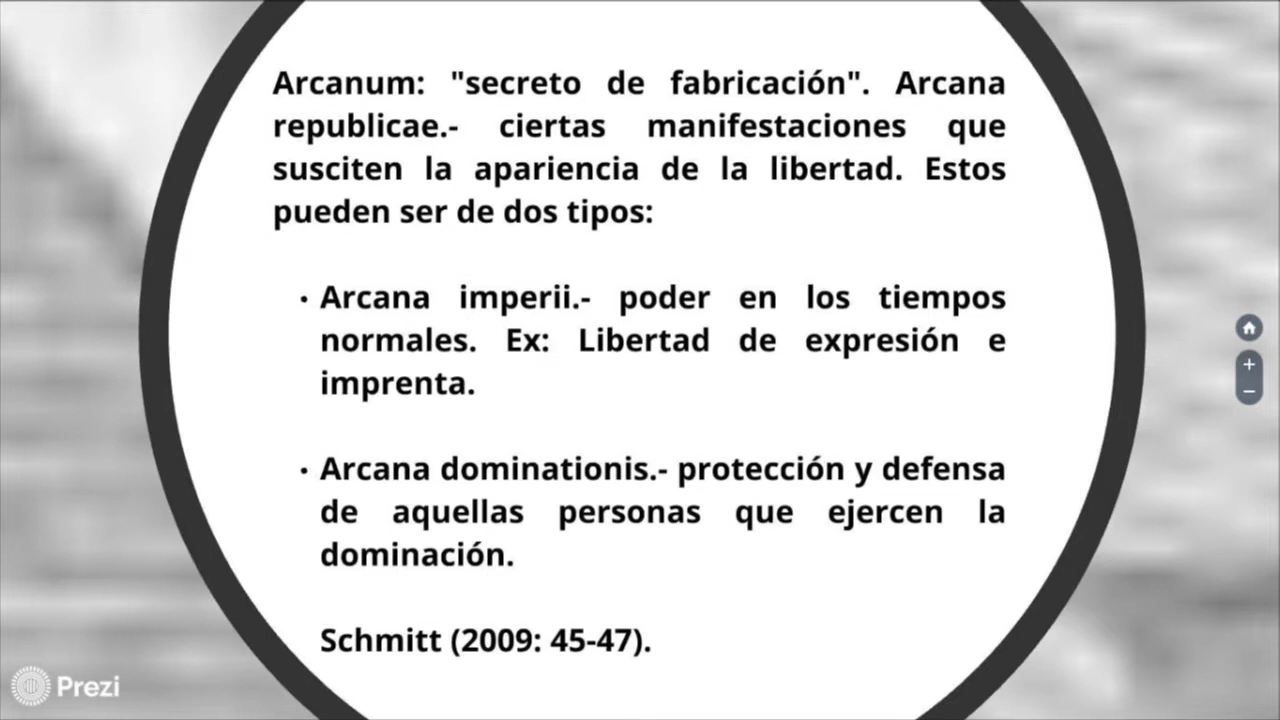 Arcanum: "secreto de fabricación". Arcana
republicae.- ciertas manifestaciones que
susciten la apariencia de la libertad. Estos
pueden ser de dos tipos:
• Arcana imperii.- poder en los tiempos
normales. Ex: Libertad de expresión e
imprenta.
• Arcana dominationis.- protección y defensa
de aquellas personas que ejercen la
dominación.
Schmitt (2009: 45-47).
Prezi